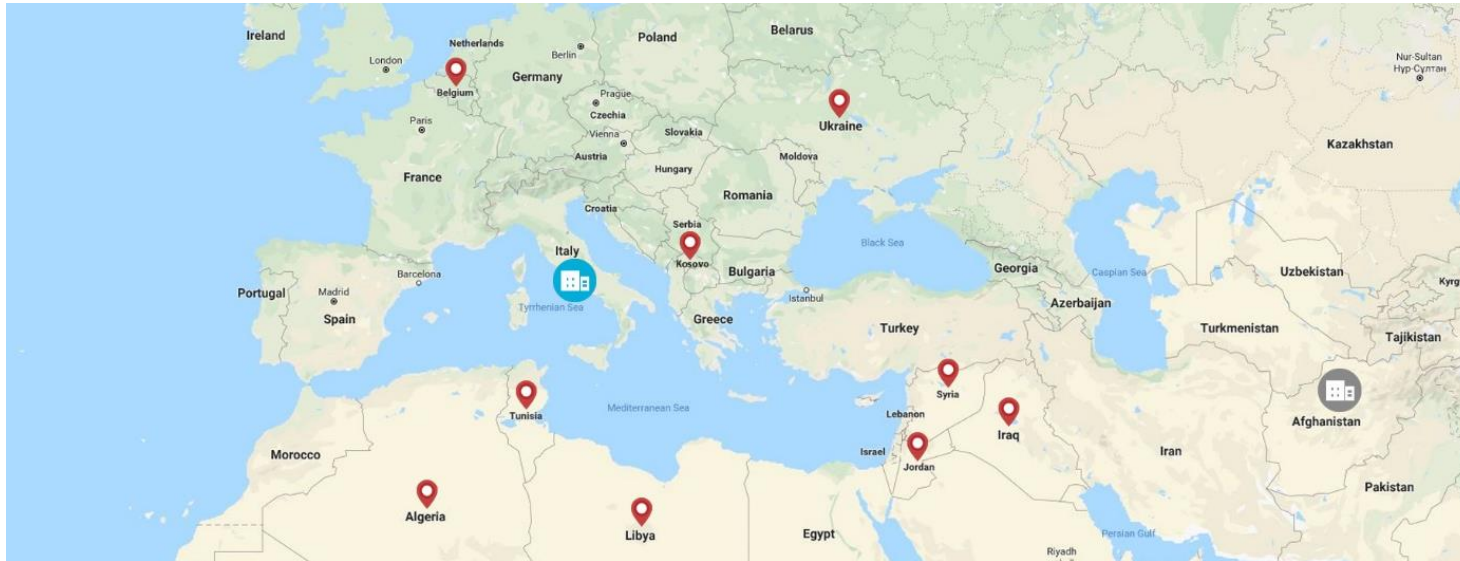 Ireland
Netherlands
Poland
Belarus
London
Berlin
Nur-Sultan
Нур-Султан
Belgium
Germany
Prague
Czechia
Ukraine
Paris
Vienna
Slovakia
Kazakhstan
Austria
Hungary
Moldova
France
Romania
Croatia
Serbia
Italy
Black Sea
Kosovo
Bulgaria
Georgia
Caspian Sea
Uzbekistan
Barcelona
Kyrg
Portugal
Madrid
Istanbul
Azerbaijan
Tyrrhenian Sea
Spain
Greece
Turkey
Turkmenistan
Tajikistan
Syria
Mediterranean Sea
Tunisia
Lebanon
Afghanistan
Iraq
Morocco
Israel
Iran
Jordan
Pakistan
Algeria
Libya
Egypt
Persian Gulf
Riyadh